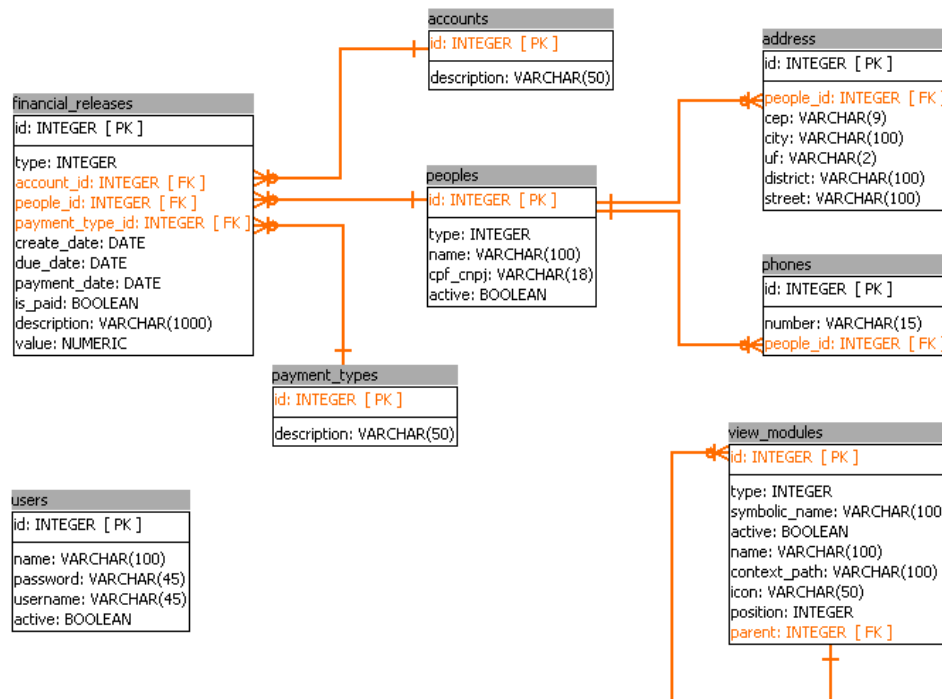 accounts
id: INTEGER [ PK ]
description: VARCHAR(50)
address
id: INTEGER [ PK ]
people_id: INTEGER [ FK ]
cep: VARCHAR(9)
city: VARCHAR(100)
uf: VARCHAR(2)
district: VARCHAR(100)
street: VARCHAR(100)
financial_releases
id: INTEGER [ PK ]
type: INTEGER
account_id: INTEGER [ FK ]
people_id: INTEGER [ FK ]
payment_type_id: INTEGER [ FK ]
create_date: DATE
due_date: DATE
payment_date: DATE
is_paid: BOOLEAN
description: VARCHAR(1000)
value: NUMERIC
peoples
id: INTEGER [ PK ]
type: INTEGER
name: VARCHAR(100)
cpf_cnpj: VARCHAR(18)
active: BOOLEAN
phones
id: INTEGER [ PK ]
number: VARCHAR(15)
people_id: INTEGER [ FK ]
payment_types
id: INTEGER [ PK ]
description: VARCHAR(50)
view_modules
id: INTEGER [ PK ]
type: INTEGER
symbolic_name: VARCHAR(100
active: BOOLEAN
name: VARCHAR(100)
context_path: VARCHAR(100)
icon: VARCHAR(50)
position: INTEGER
parent: INTEGER [ FK ]
users
id: INTEGER [ PK ]
name: VARCHAR(100)
password: VARCHAR(45)
username: VARCHAR(45)
active: BOOLEAN